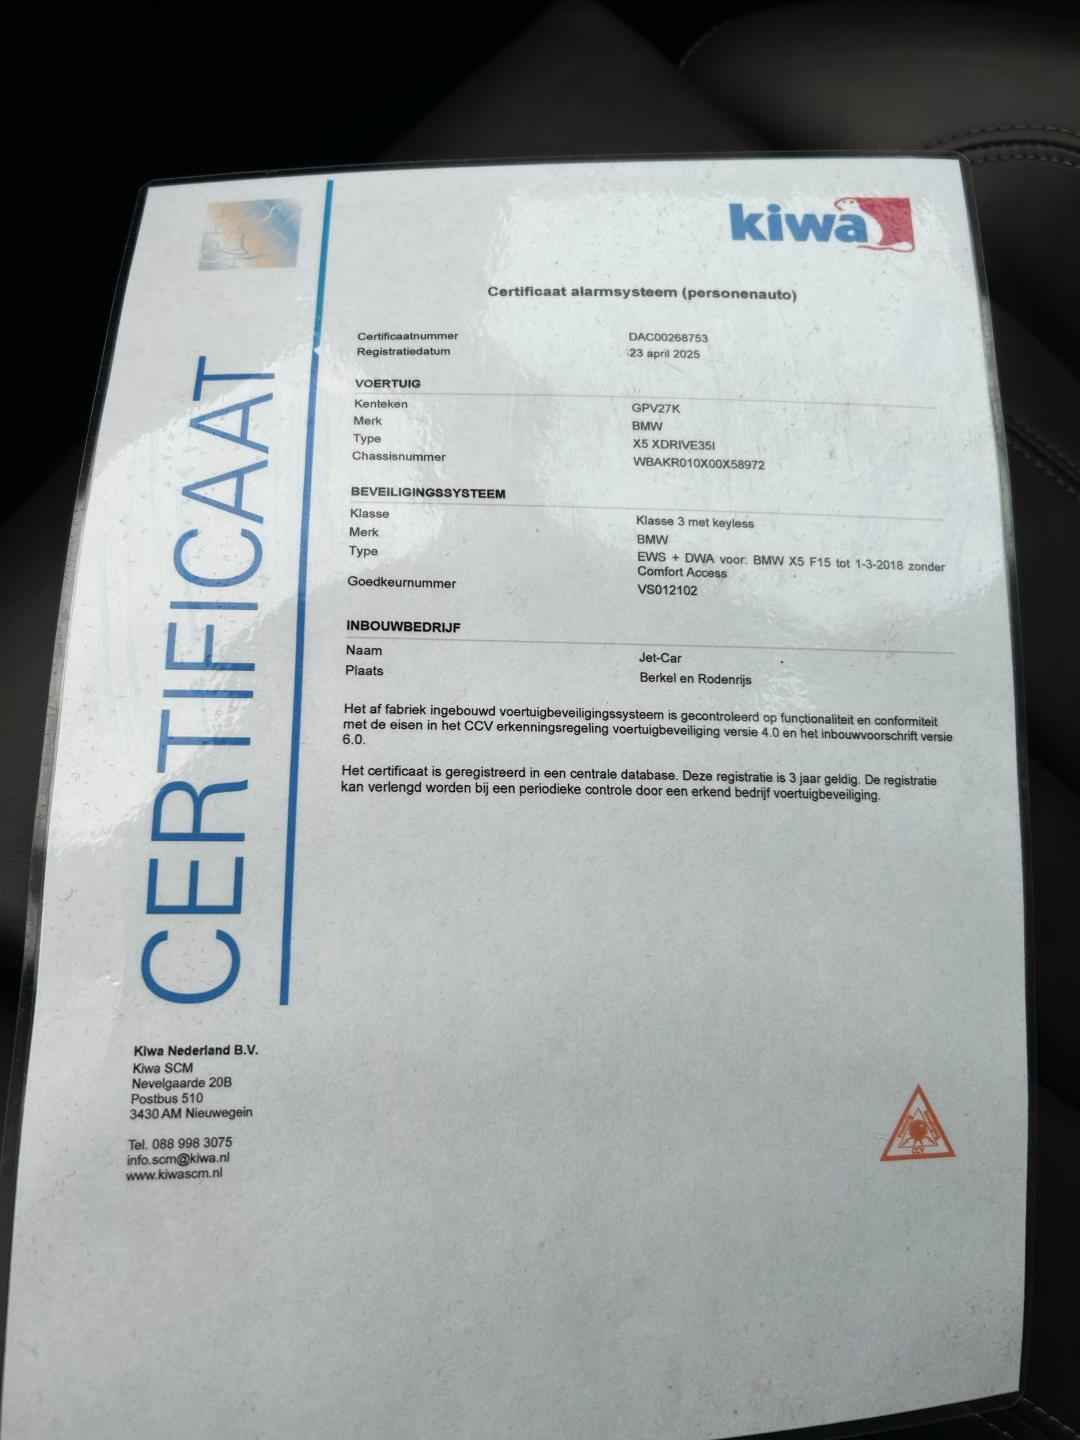 kiwa
Certificaat alarmsysteem (personenauto)
Certificaatnummer DAC00268753
Registratiedatum 23 april 2025
VOERTUIG
Kenteken GPV27K
Merk BMW
Type X5 XDRIVE35I
Chassisnummer WBAKR010X00X58972
BEVEILIGINGSSYSTEEM
Klasse Klasse 3 met keyless
Merk BMW
Type EWS + DWA voor: BMW X5 F15 tot 1-3-2018 zonder
Comfort Access
Goedkeurnummer VS012102
INBOUWBEDRIJF
Naam Jet-Car
Plaats Berkel en Rodenrijs
Het af fabriek ingebouwd voertuigbeveiligingssysteem is gecontroleerd op functionaliteit en conformiteit
met de eisen in het CCV erkenningsregeling voertuigbeveiliging versie 4.0 en het inbouwvoorschrift versie
6.0.
Het certificaat is geregistreerd in een centrale database. Deze registratie is 3 jaar geldig. De registratie
kan verlengd worden bij een periodieke controle door een erkend bedrijf voertuigbeveiliging.
CERTIFICAAT
Kiwa Nederland B.V.
Kiwa SCM
Nevelgaarde 20B
Postbus 510
3430 AM Nieuwegein
Tel. 088 998 3075
info.scm@kiwa.nl
www.kiwascm.nl